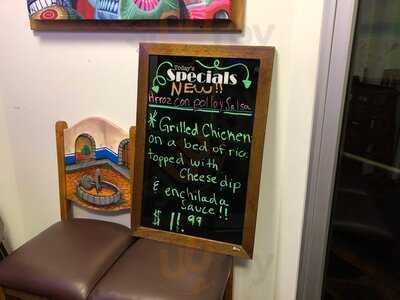 Today's
Specials
NEW!!
Arroz con pollo y Salsa
* Grilled Chicken
on a bed of rice
topped with
Cheese dip
& enchilada
Sauce!!
$11.99